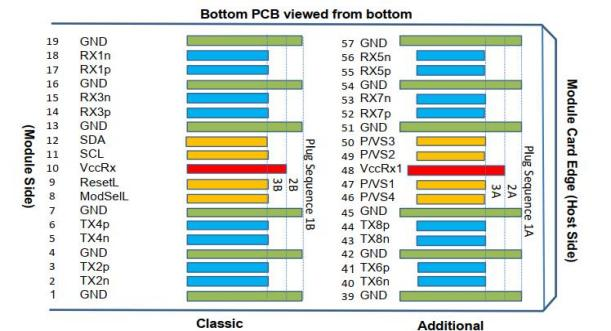 Bottom PCB viewed from bottom
19 GND
18 RX1n
17 RX1p
16 GND
15 RX3n
14 RX3p
13 GND
12 SDA
11 SCL
10 VccRx
9 ResetL
8 ModSelL
7 GND
6 TX4p
5 TX4n
4 GND
3 TX2p
2 TX2n
1 GND
(Module Side)
3B
2B
Plug Sequence 1B
57 GND
56 RX5n
55 RX5p
54 GND
53 RX7n
52 RX7p
51 GND
50 P/VS3
49 P/VS2
48 VccRx1
47 P/VS1
46 P/VS4
45 GND
44 TX8p
43 TX8n
42 GND
41 TX6p
40 TX6n
39 GND
3A
2A
Plug Sequence 1A
Module Card Edge (Host Side)
Classic
Additional